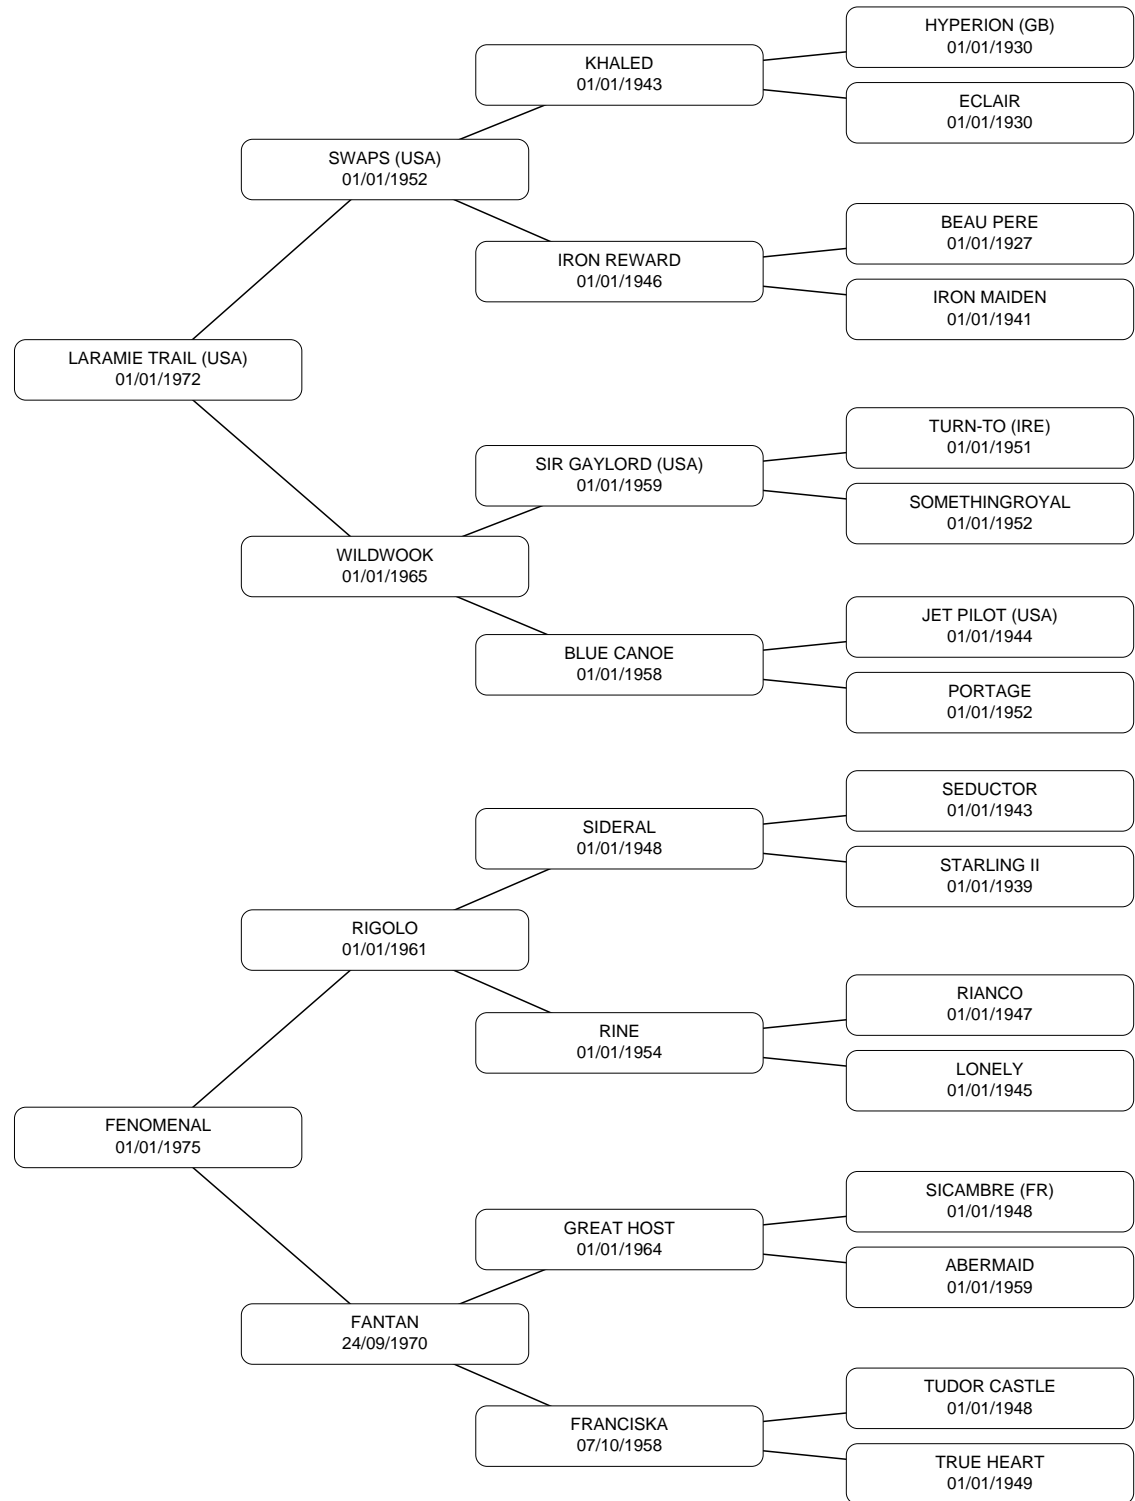 HYPERION (GB)
01/01/1930
KHALED
01/01/1943
ECLAIR
01/01/1930
SWAPS (USA)
01/01/1952
BEAU PERE
01/01/1927
IRON REWARD
01/01/1946
IRON MAIDEN
01/01/1941
LARAMIE TRAIL (USA)
01/01/1972
TURN-TO (IRE)
01/01/1951
SIR GAYLORD (USA)
01/01/1959
SOMETHINGROYAL
01/01/1952
WILDWOOK
01/01/1965
JET PILOT (USA)
01/01/1944
BLUE CANOE
01/01/1958
PORTAGE
01/01/1952
SEDUCTOR
01/01/1943
SIDERAL
01/01/1948
STARLING II
01/01/1939
RIGOLO
01/01/1961
RIANCO
01/01/1947
RINE
01/01/1954
LONELY
01/01/1945
FENOMENAL
01/01/1975
SICAMBRE (FR)
01/01/1948
GREAT HOST
01/01/1964
ABERMAID
01/01/1959
FANTAN
24/09/1970
TUDOR CASTLE
01/01/1948
FRANCISKA
07/10/1958
TRUE HEART
01/01/1949